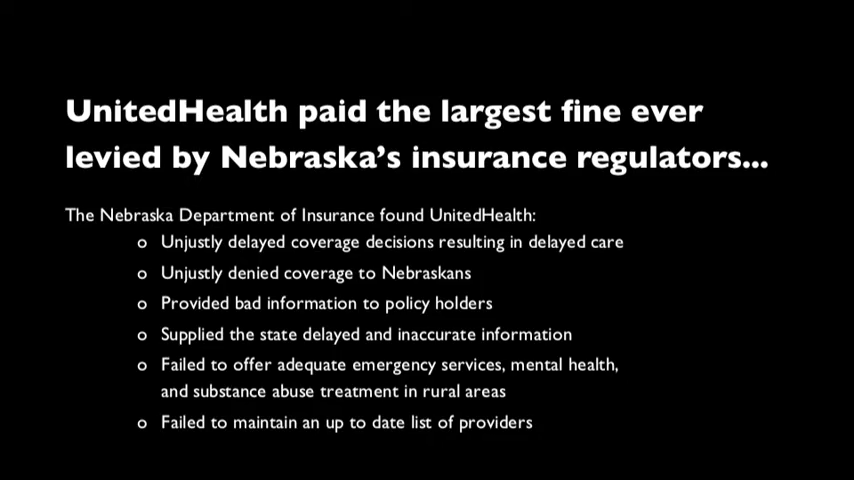 UnitedHealth paid the largest fine ever
levied by Nebraska's insurance regulators...
The Nebraska Department of Insurance found UnitedHealth:
o Unjustly delayed coverage decisions resulting in delayed care
o Unjustly denied coverage to Nebraskans
o Provided bad information to policy holders
o Supplied the state delayed and inaccurate information
o Failed to offer adequate emergency services, mental health,
and substance abuse treatment in rural areas
o Failed to maintain an up to date list of providers